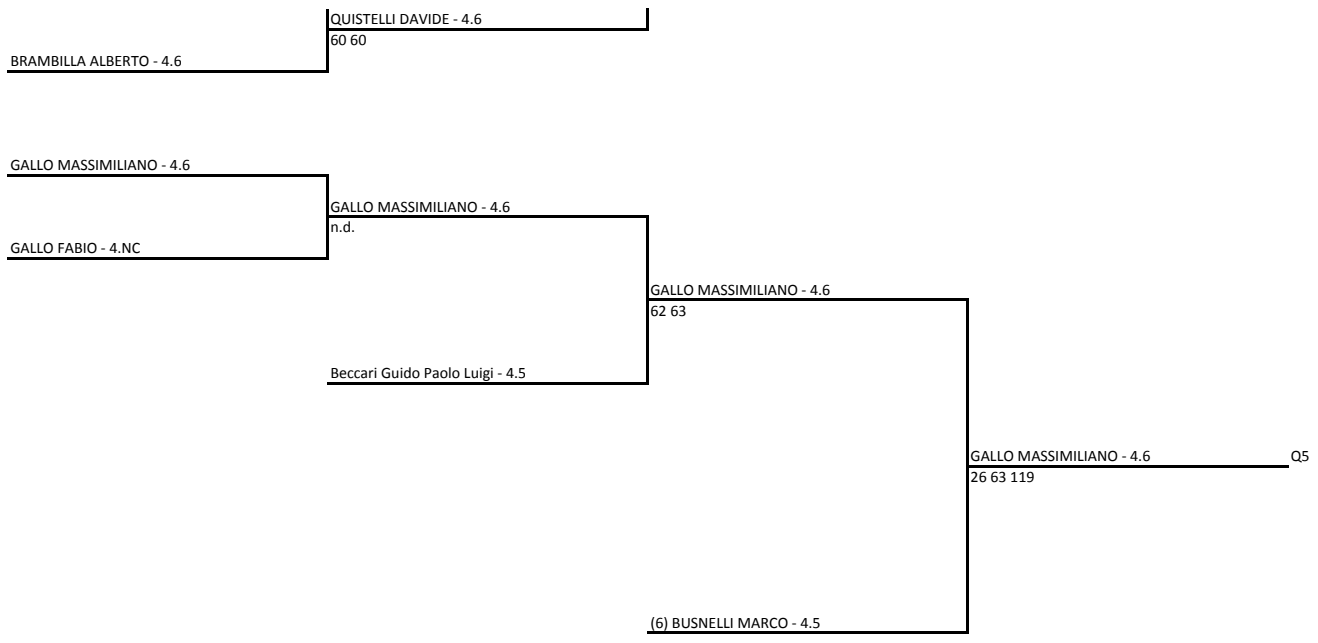 QUISTELLI DAVIDE - 4.6
60 60
BRAMBILLA ALBERTO - 4.6
GALLO MASSIMILIANO - 4.6
GALLO MASSIMILIANO - 4.6
n.d.
GALLO FABIO - 4.NC
GALLO MASSIMILIANO - 4.6
62 63
Beccari Guido Paolo Luigi - 4.5
GALLO MASSIMILIANO - 4.6 Q5
26 63 119
(6) BUSNELLI MARCO - 4.5